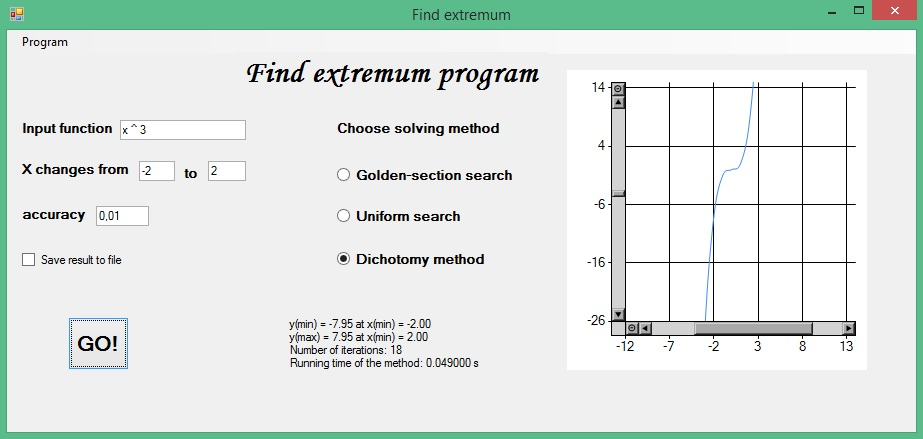 Find extremum
Program
Find extremum program
Input function x ^ 3
X changes from -2 to 2
accuracy 0,01
Save result to file
GO!
Choose solving method
Golden-section search
Uniform search
Dichotomy method
y(min) = -7.95 at x(min) = -2.00
y(max) = 7.95 at x(min) = 2.00
Number of iterations: 18
Running time of the method: 0.049000 s
14
4
-6
-16
-26
-12 -7 -2 3 8 13